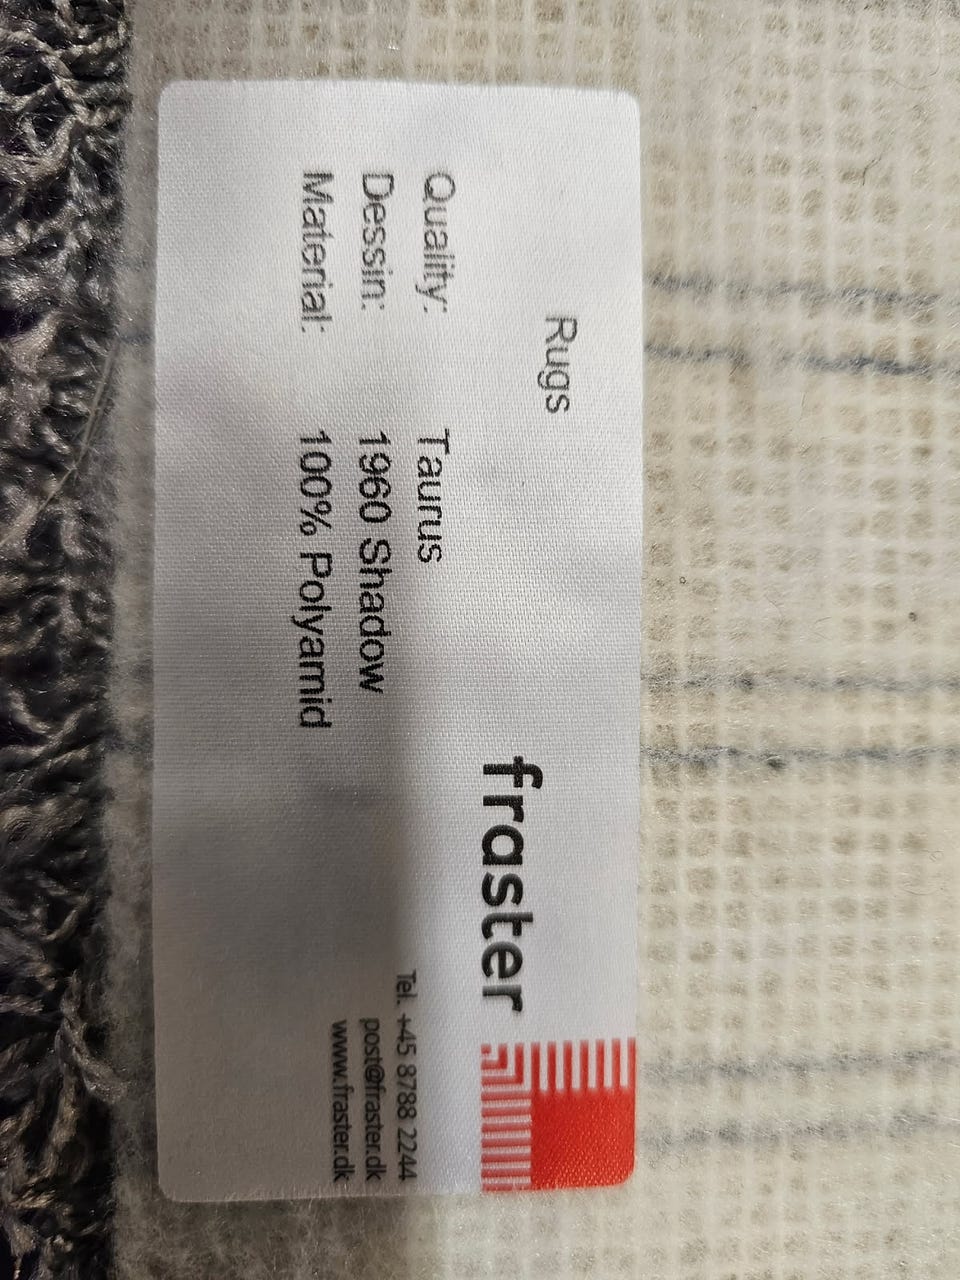 Rugs
fraster
Quality: Taurus
Dessin: 1960 Shadow
Material: 100% Polyamid
Tel. +45 8788 2244
post@fraster.dk
www.fraster.dk